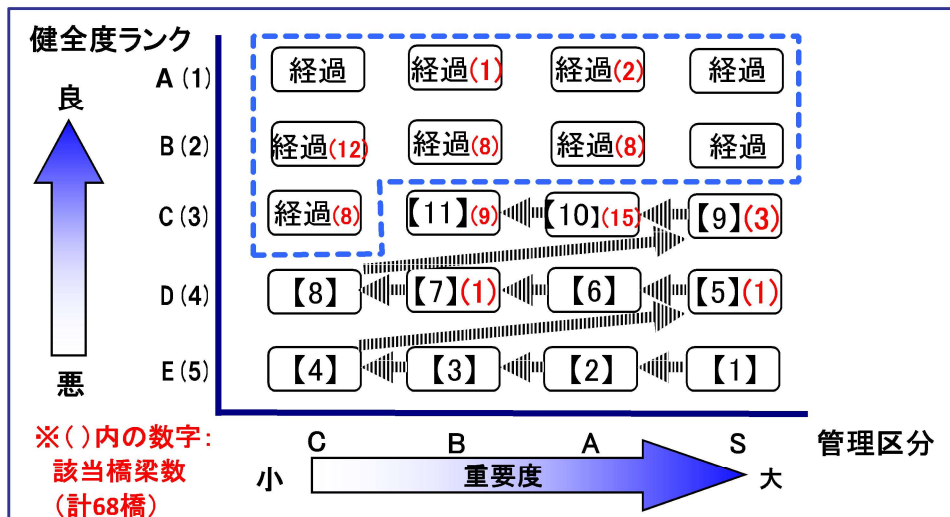 健全度ランク
良
悪
A(1) 経過 経過(1) 経過(2) 経過
B(2) 経過(12) 経過(8) 経過(8) 経過
C(3) 経過(8) 【11】(9) 【10】(15) 【9】(3)
D(4) 【8】 【7】(1) 【6】 【5】(1)
E(5) 【4】 【3】 【2】 【1】
C B A S 管理区分
小 重要度 大
※( )内の数字:
該当橋梁数
(計68橋)